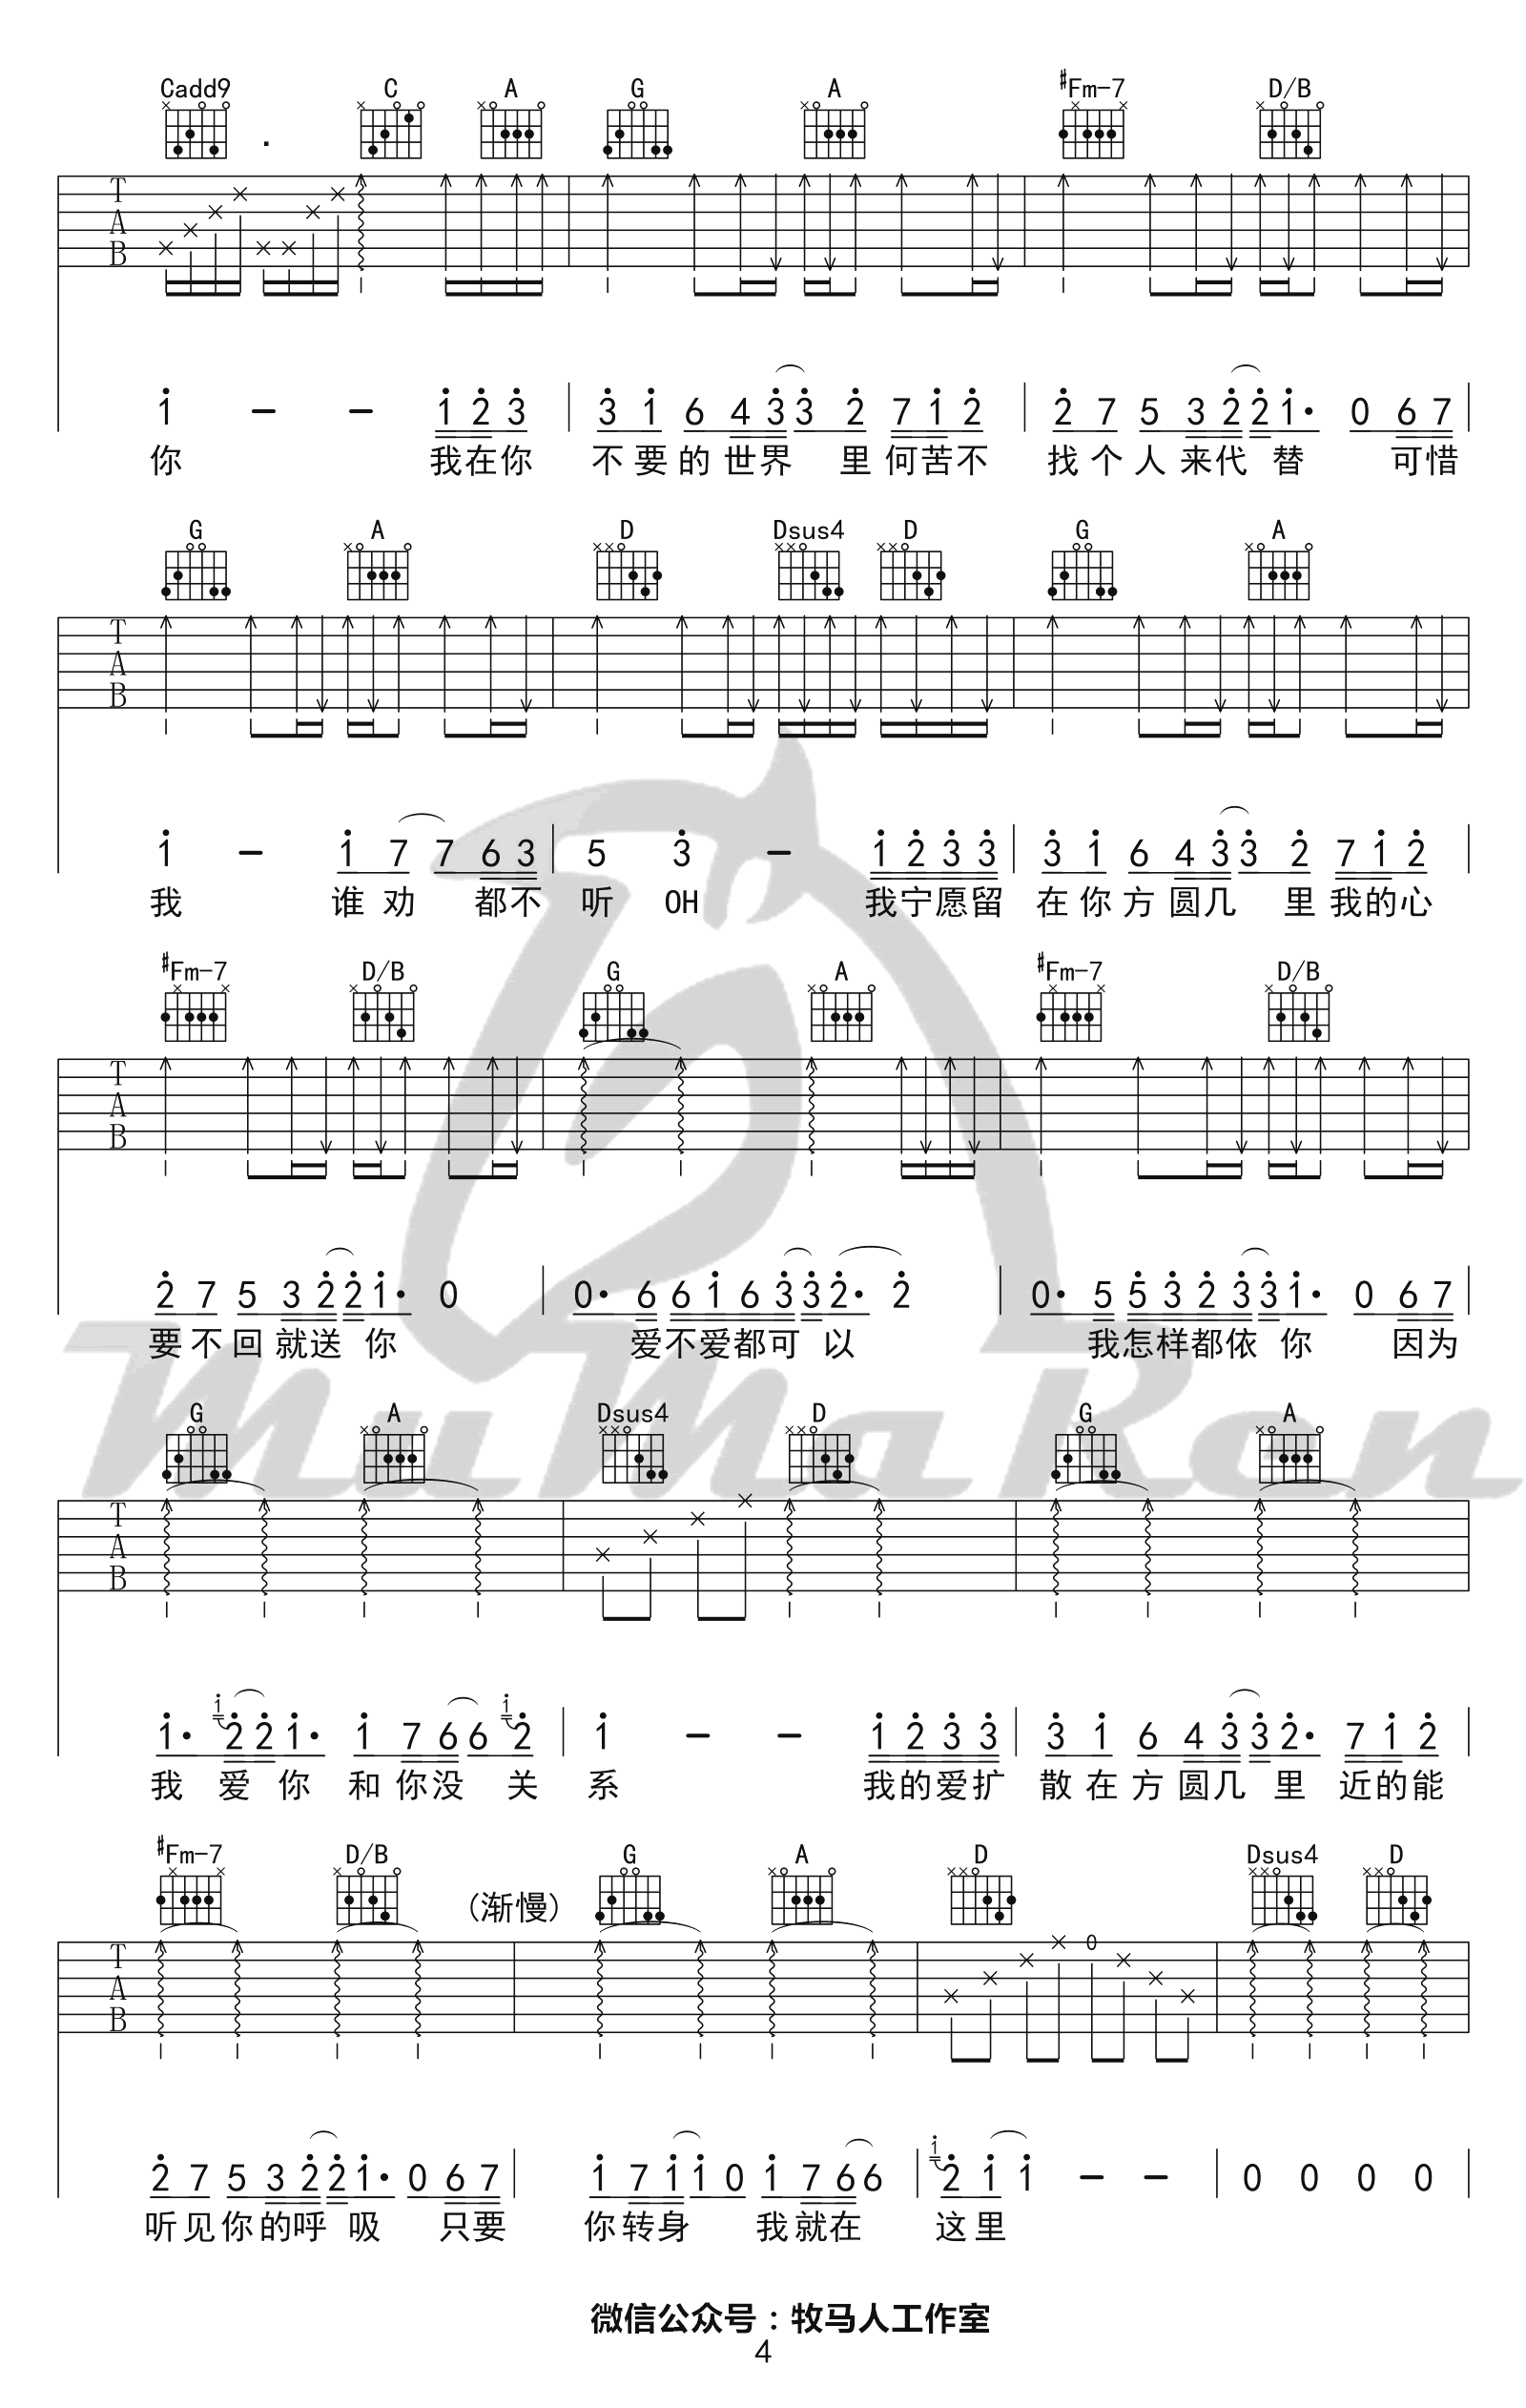 Cadd9 C A G A #Fm-7 D/B
T
A
B
1 - - 1 2 3 3 1 6 4 3 3 2 7 1 2 2 7 5 3 2 2 1· 0 6 7
你 我在你 不要的世界 里何苦不 找个人来代 替 可惜
G A D Dsus4 D G A
T
A
B
1 - 1 7 7 6 3 5 3 - 1 2 3 3 3 1 6 4 3 3 2 7 1 2
我 谁劝 都不 听 OH 我宁愿留 在你方圆几 里我的心
#Fm-7 D/B G A #Fm-7 D/B
T
A
B
2 7 5 3 2 2 1· 0 0· 6 6 1 6 3 3 2· 2 0· 5 5 3 2 3 3 1· 0 6 7
要不回就送 你 爱不爱都可 以 我怎样都依 你 因为
G A Dsus4 D G A
T
A
B
1· 1 2 2 1· 1 7 6 6 1 2 1 - - 1 2 3 3 3 1 6 4 3 3 2· 7 1 2
我 爱 你 和你没 关 系 我的爱扩 散在方圆几 里 近的能
#Fm-7 D/B (渐慢) G A D Dsus4 D
T
A
B
0
2 7 5 3 2 2 1· 0 6 7 1 7 1 1 0 1 7 6 6 1 2 1 1 - - 0 0 0 0
听见你的呼 吸 只要 你转身 我就在 这里
微信公众号：牧马人工作室
4
MuMaRen